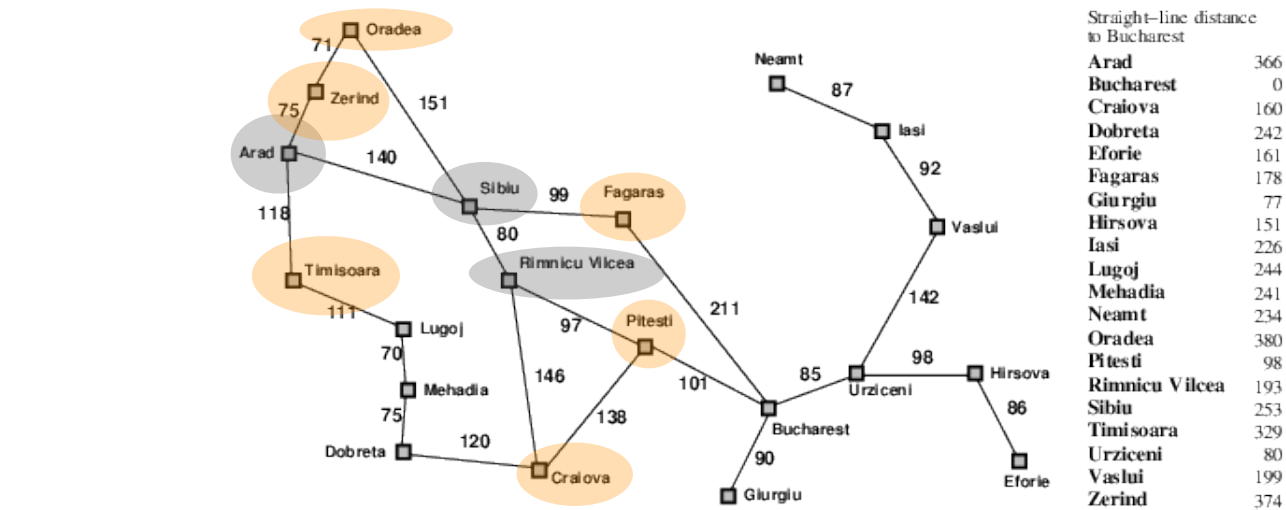 Oradea
71
Neamt
87
Zerind
151
75
Iasi
Arad
140
92
Sibiu
99
Fagaras
118
80
Vaslui
Rimnicu Vilcea
Timisoara
142
211
111
Lugoj
97
Pitesti
70
98
Hirsova
146
101
85
Mehadia
Urziceni
86
75
138
Bucharest
Dobreta
120
90
Craiova
Eforie
Giurgiu
Straight–line distance
to Bucharest
Arad 366
Bucharest 0
Craiova 160
Dobreta 242
Eforie 161
Fagaras 178
Giurgiu 77
Hirsova 151
Iasi 226
Lugoj 244
Mehadia 241
Neamt 234
Oradea 380
Pitesti 98
Rimnicu Vilcea 193
Sibiu 253
Timisoara 329
Urziceni 80
Vaslui 199
Zerind 374